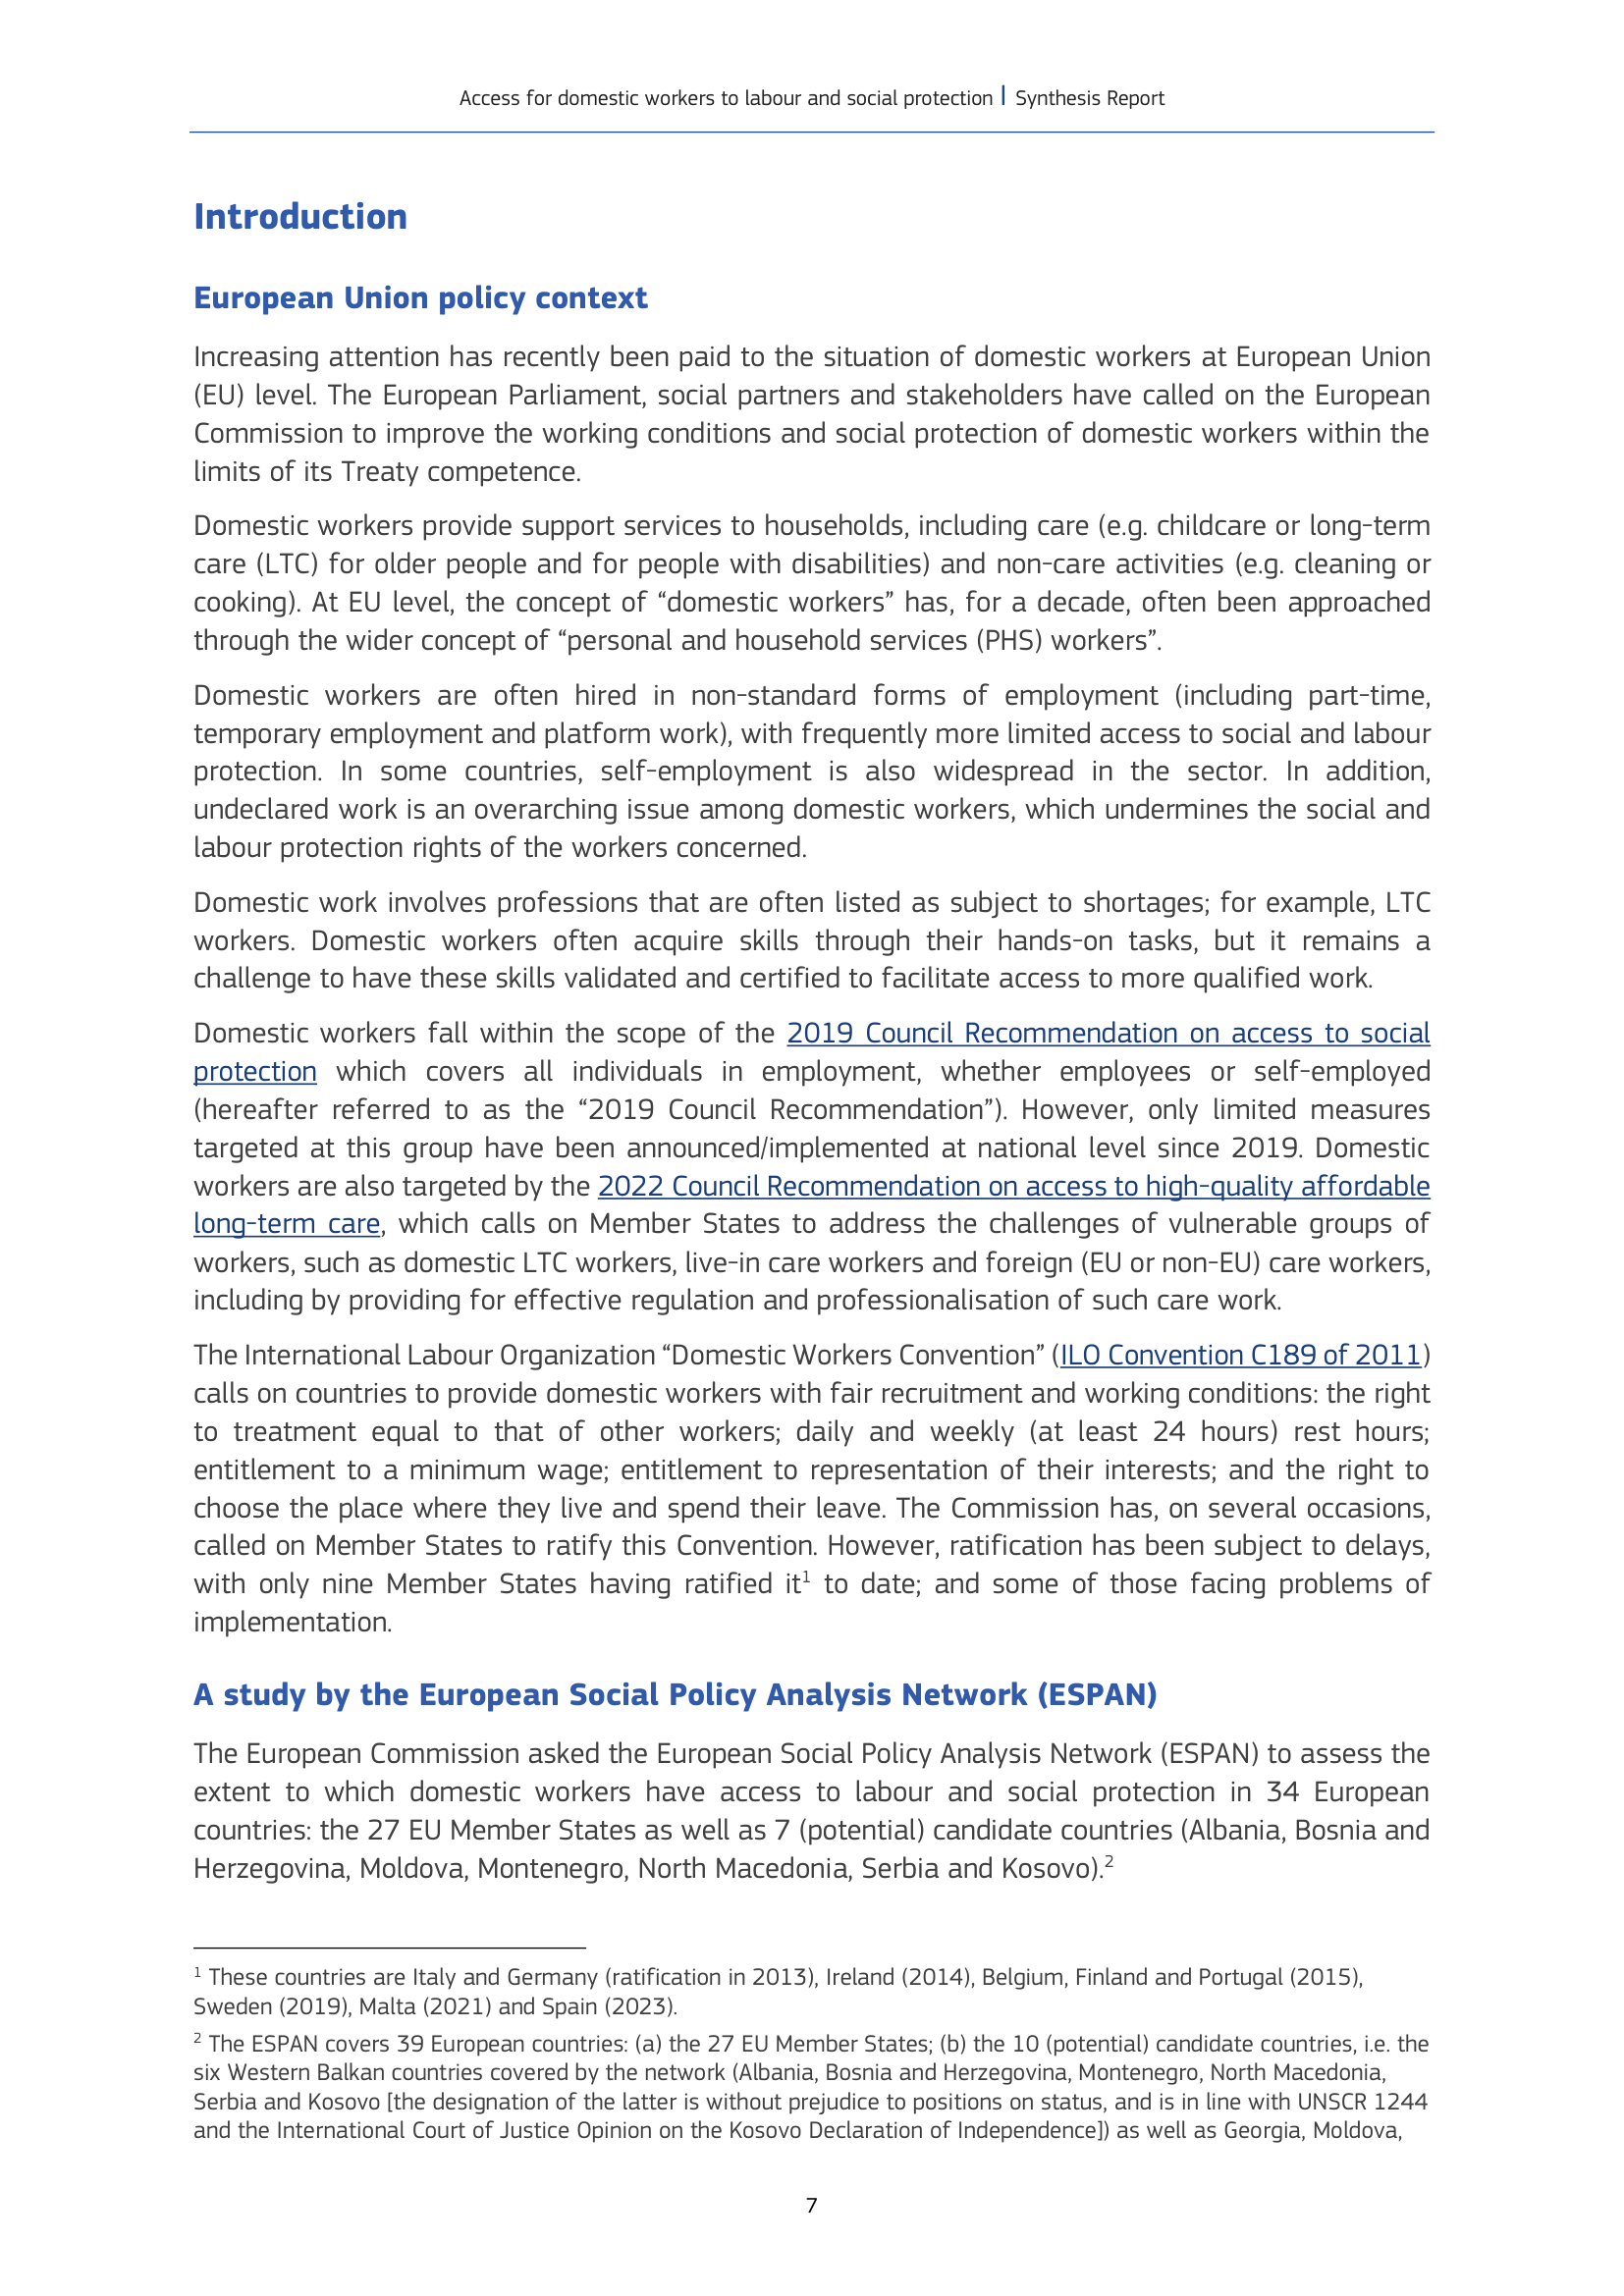 Access for domestic workers to labour and social protection | Synthesis Report
Introduction
European Union policy context
Increasing attention has recently been paid to the situation of domestic workers at European Union
(EU) level. The European Parliament, social partners and stakeholders have called on the European
Commission to improve the working conditions and social protection of domestic workers within the
limits of its Treaty competence.
Domestic workers provide support services to households, including care (e.g. childcare or long-term
care (LTC) for older people and for people with disabilities) and non-care activities (e.g. cleaning or
cooking). At EU level, the concept of “domestic workers” has, for a decade, often been approached
through the wider concept of “personal and household services (PHS) workers”.
Domestic workers are often hired in non-standard forms of employment (including part-time,
temporary employment and platform work), with frequently more limited access to social and labour
protection. In some countries, self-employment is also widespread in the sector. In addition,
undeclared work is an overarching issue among domestic workers, which undermines the social and
labour protection rights of the workers concerned.
Domestic work involves professions that are often listed as subject to shortages; for example, LTC
workers. Domestic workers often acquire skills through their hands-on tasks, but it remains a
challenge to have these skills validated and certified to facilitate access to more qualified work.
Domestic workers fall within the scope of the 2019 Council Recommendation on access to social
protection which covers all individuals in employment, whether employees or self-employed
(hereafter referred to as the “2019 Council Recommendation”). However, only limited measures
targeted at this group have been announced/implemented at national level since 2019. Domestic
workers are also targeted by the 2022 Council Recommendation on access to high-quality affordable
long-term care, which calls on Member States to address the challenges of vulnerable groups of
workers, such as domestic LTC workers, live-in care workers and foreign (EU or non-EU) care workers,
including by providing for effective regulation and professionalisation of such care work.
The International Labour Organization “Domestic Workers Convention” (ILO Convention C189 of 2011)
calls on countries to provide domestic workers with fair recruitment and working conditions: the right
to treatment equal to that of other workers; daily and weekly (at least 24 hours) rest hours;
entitlement to a minimum wage; entitlement to representation of their interests; and the right to
choose the place where they live and spend their leave. The Commission has, on several occasions,
called on Member States to ratify this Convention. However, ratification has been subject to delays,
with only nine Member States having ratified it¹ to date; and some of those facing problems of
implementation.
A study by the European Social Policy Analysis Network (ESPAN)
The European Commission asked the European Social Policy Analysis Network (ESPAN) to assess the
extent to which domestic workers have access to labour and social protection in 34 European
countries: the 27 EU Member States as well as 7 (potential) candidate countries (Albania, Bosnia and
Herzegovina, Moldova, Montenegro, North Macedonia, Serbia and Kosovo).²
¹ These countries are Italy and Germany (ratification in 2013), Ireland (2014), Belgium, Finland and Portugal (2015),
Sweden (2019), Malta (2021) and Spain (2023).
² The ESPAN covers 39 European countries: (a) the 27 EU Member States; (b) the 10 (potential) candidate countries, i.e. the
six Western Balkan countries covered by the network (Albania, Bosnia and Herzegovina, Montenegro, North Macedonia,
Serbia and Kosovo [the designation of the latter is without prejudice to positions on status, and is in line with UNSCR 1244
and the International Court of Justice Opinion on the Kosovo Declaration of Independence]) as well as Georgia, Moldova,
7